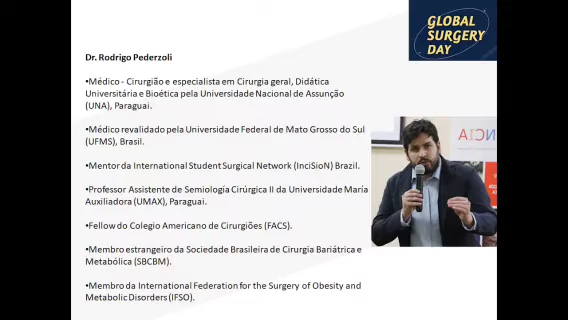 GLOBAL
SURGERY
DAY
Dr. Rodrigo Pederzoli
•Médico - Cirurgião e especialista em Cirurgia geral, Didática
Universitária e Bioética pela Universidade Nacional de Assunção
(UNA), Paraguai.
•Médico revalidado pela Universidade Federal de Mato Grosso do Sul
(UFMS), Brasil.
•Mentor da International Student Surgical Network (InciSioN) Brazil.
•Professor Assistente de Semiología Cirúrgica II da Universidade María
Auxiliadora (UMAX), Paraguai.
•Fellow do Colegio Americano de Cirurgiões (FACS).
•Membro estrangeiro da Sociedade Brasileira de Cirurgia Bariátrica e
Metabólica (SBCBM).
•Membro da International Federation for the Surgery of Obesity and
Metabolic Disorders (IFSO).